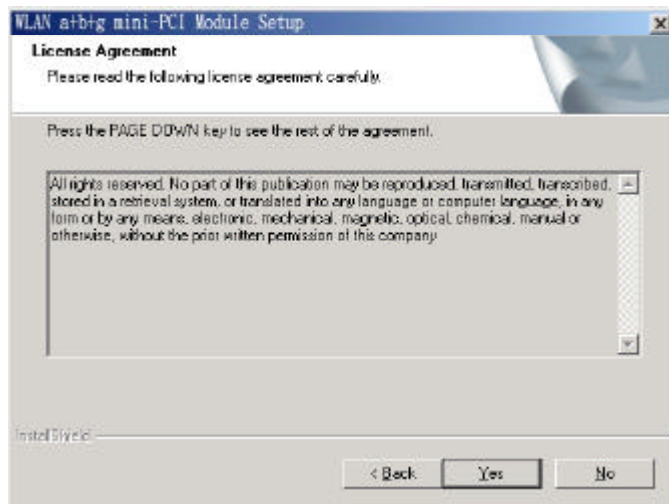 WLAN a+b+g mini-PCI Module Setup
License Agreement
Please read the following license agreement carefully.
Press the PAGE DOWN key to see the rest of the agreement.
All rights reserved. No part of this publication may be reproduced, transmitted, transcribed,
stored in a retrieval system, or translated into any language or computer language, in any
form or by any means, electronic, mechanical, magnetic, optical, chemical, manual or
otherwise, without the prior written permission of this company
InstallShield
< Back
Yes
No